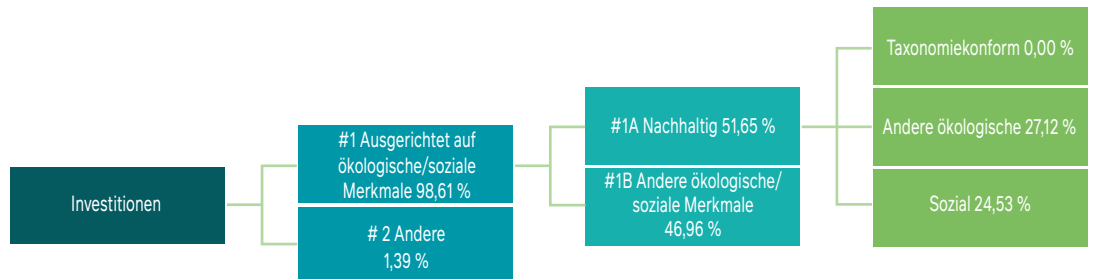 Investitionen
#1 Ausgerichtet auf
ökologische/soziale
Merkmale 98,61 %
# 2 Andere
1,39 %
#1A Nachhaltig 51,65 %
#1B Andere ökologische/
soziale Merkmale
46,96 %
Taxonomiekonform 0,00 %
Andere ökologische 27,12 %
Sozial 24,53 %